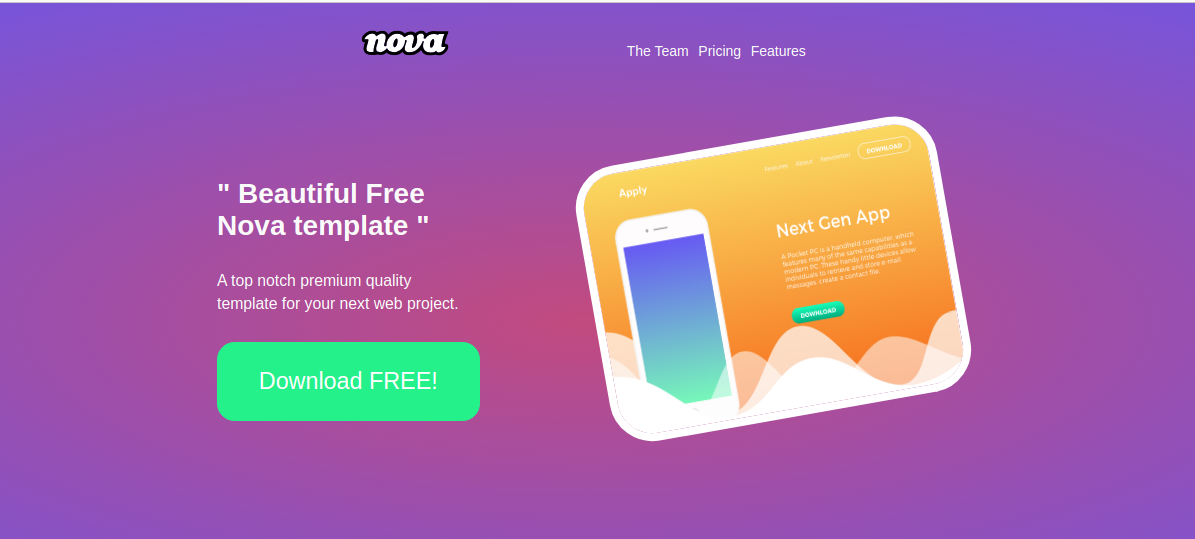 nova
The Team Pricing Features
" Beautiful Free
Nova template "
A top notch premium quality
template for your next web project.
Download FREE!
Features About Newsletter DOWNLOAD
Apply
Next Gen App
A Pocket PC is a handheld computer, which
features many of the same capabilities as a
modern PC. These handy little devices allow
individuals to retrieve and store e-mail
messages, create a contact file,
DOWNLOAD